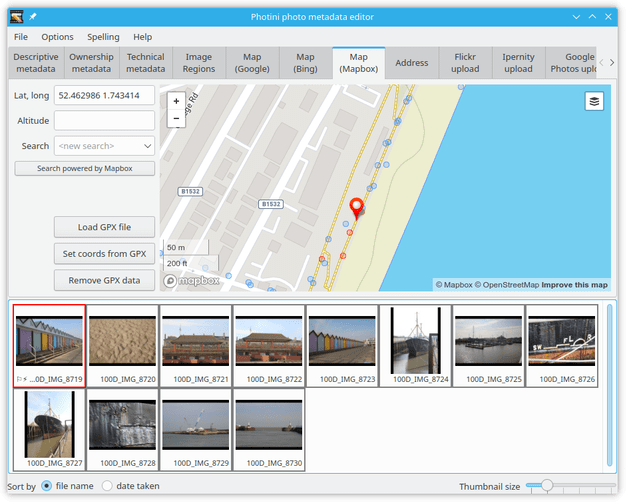 Photini photo metadata editor
File Options Spelling Help
Descriptive metadata
Ownership metadata
Technical metadata
Image Regions
Map (Google)
Map (Bing)
Map (Mapbox)
Address
Flickr upload
Ipernity upload
Google Photos uplo
Lat, long 52.462986 1.743414
Altitude
Search <new search>
Search powered by Mapbox
Load GPX file
Set coords from GPX
Remove GPX data
+
−
Rd
B1532
B1532
50 m
200 ft
mapbox
© Mapbox © OpenStreetMap Improve this map
...0D_IMG_8719
100D_IMG_8720
100D_IMG_8721
100D_IMG_8722
100D_IMG_8723
100D_IMG_8724
100D_IMG_8725
SW FL S
100D_IMG_8726
100D_IMG_8727
100D_IMG_8728
100D_IMG_8729
100D_IMG_8730
Sort by file name date taken
Thumbnail size